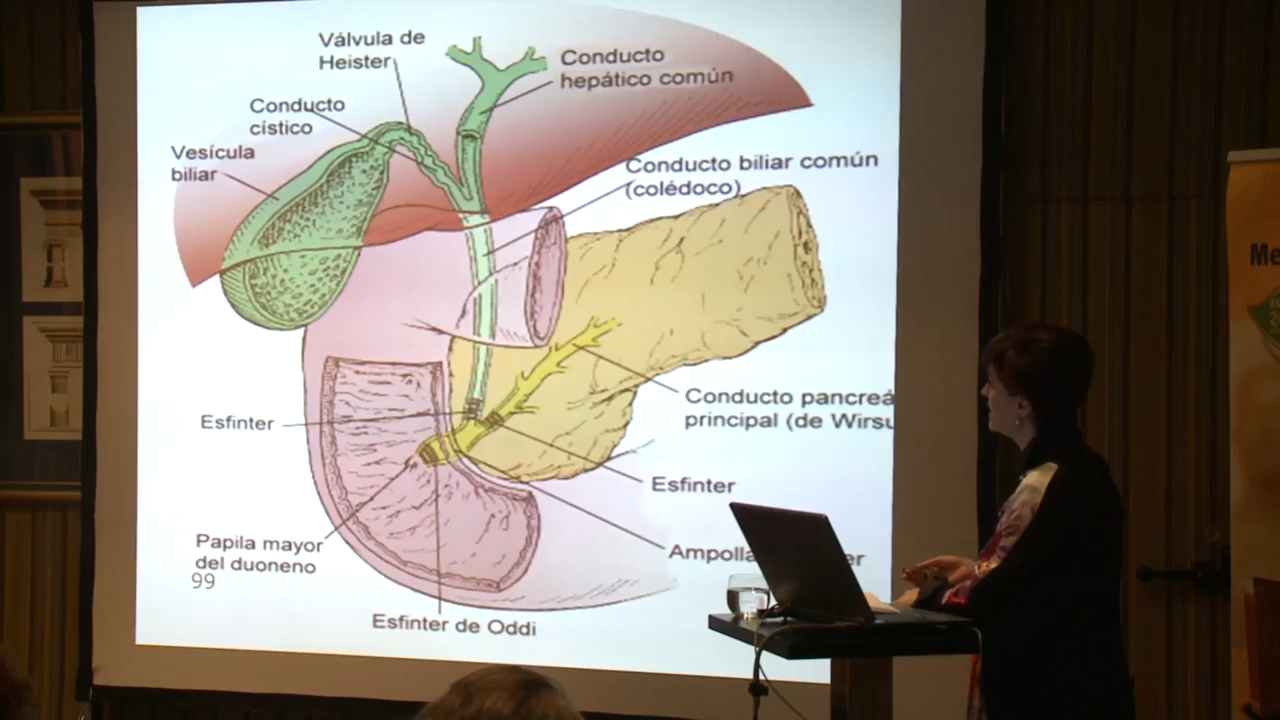 Válvula de
Heister
Conducto
hepático común
Conducto
cístico
Vesícula
biliar
Conducto biliar común
(colédoco)
Conducto pancreá
principal (de Wirsu
Esfinter
Esfinter
Papila mayor
del duoneno
99
Ampolla
er
Esfinter de Oddi
Me